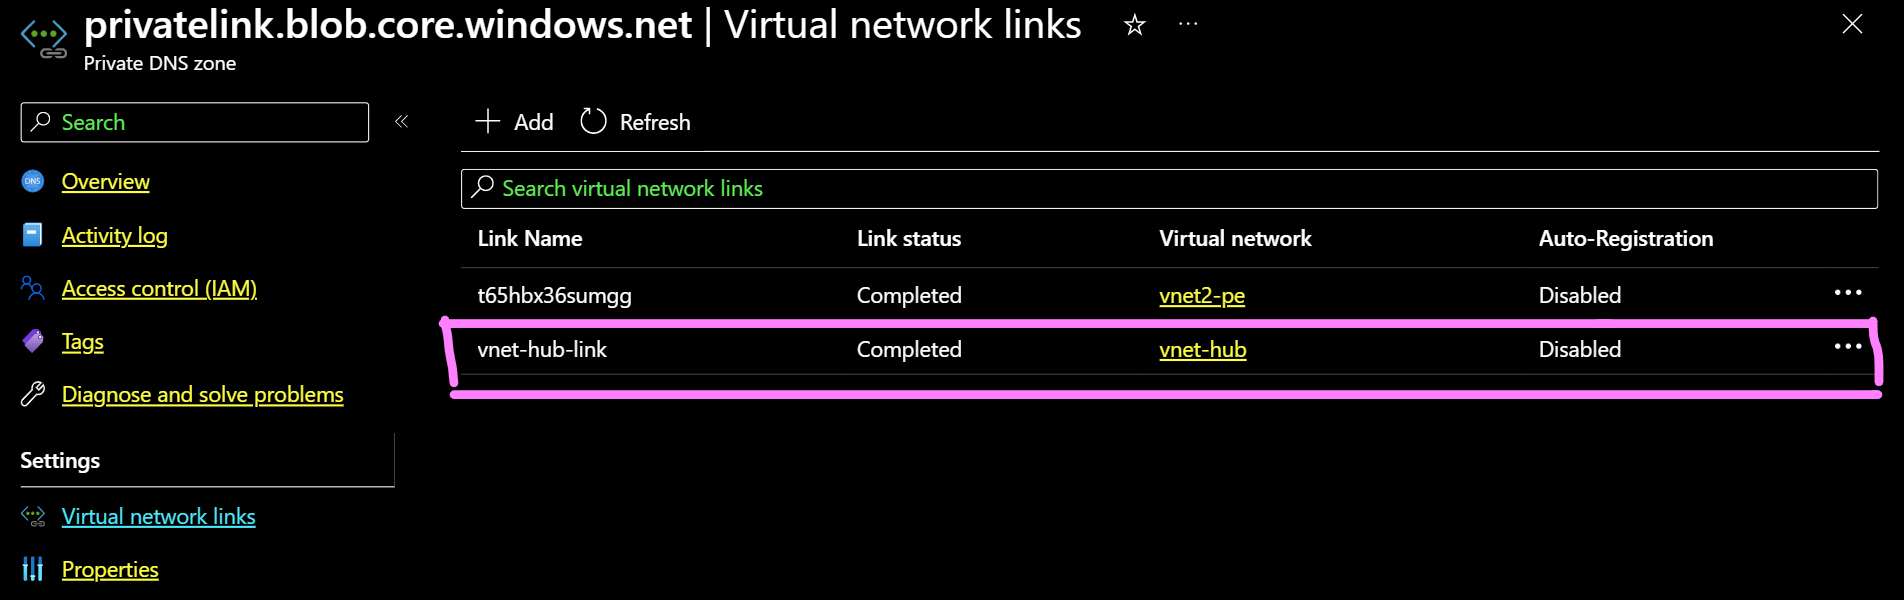 privatelink.blob.core.windows.net | Virtual network links
Private DNS zone
Search
Add Refresh
Search virtual network links
DNS Overview
Activity log
Access control (IAM)
Tags
Diagnose and solve problems
Settings
Virtual network links
Properties
Link Name Link status Virtual network Auto-Registration
t65hbx36sumgg Completed vnet2-pe Disabled
vnet-hub-link Completed vnet-hub Disabled